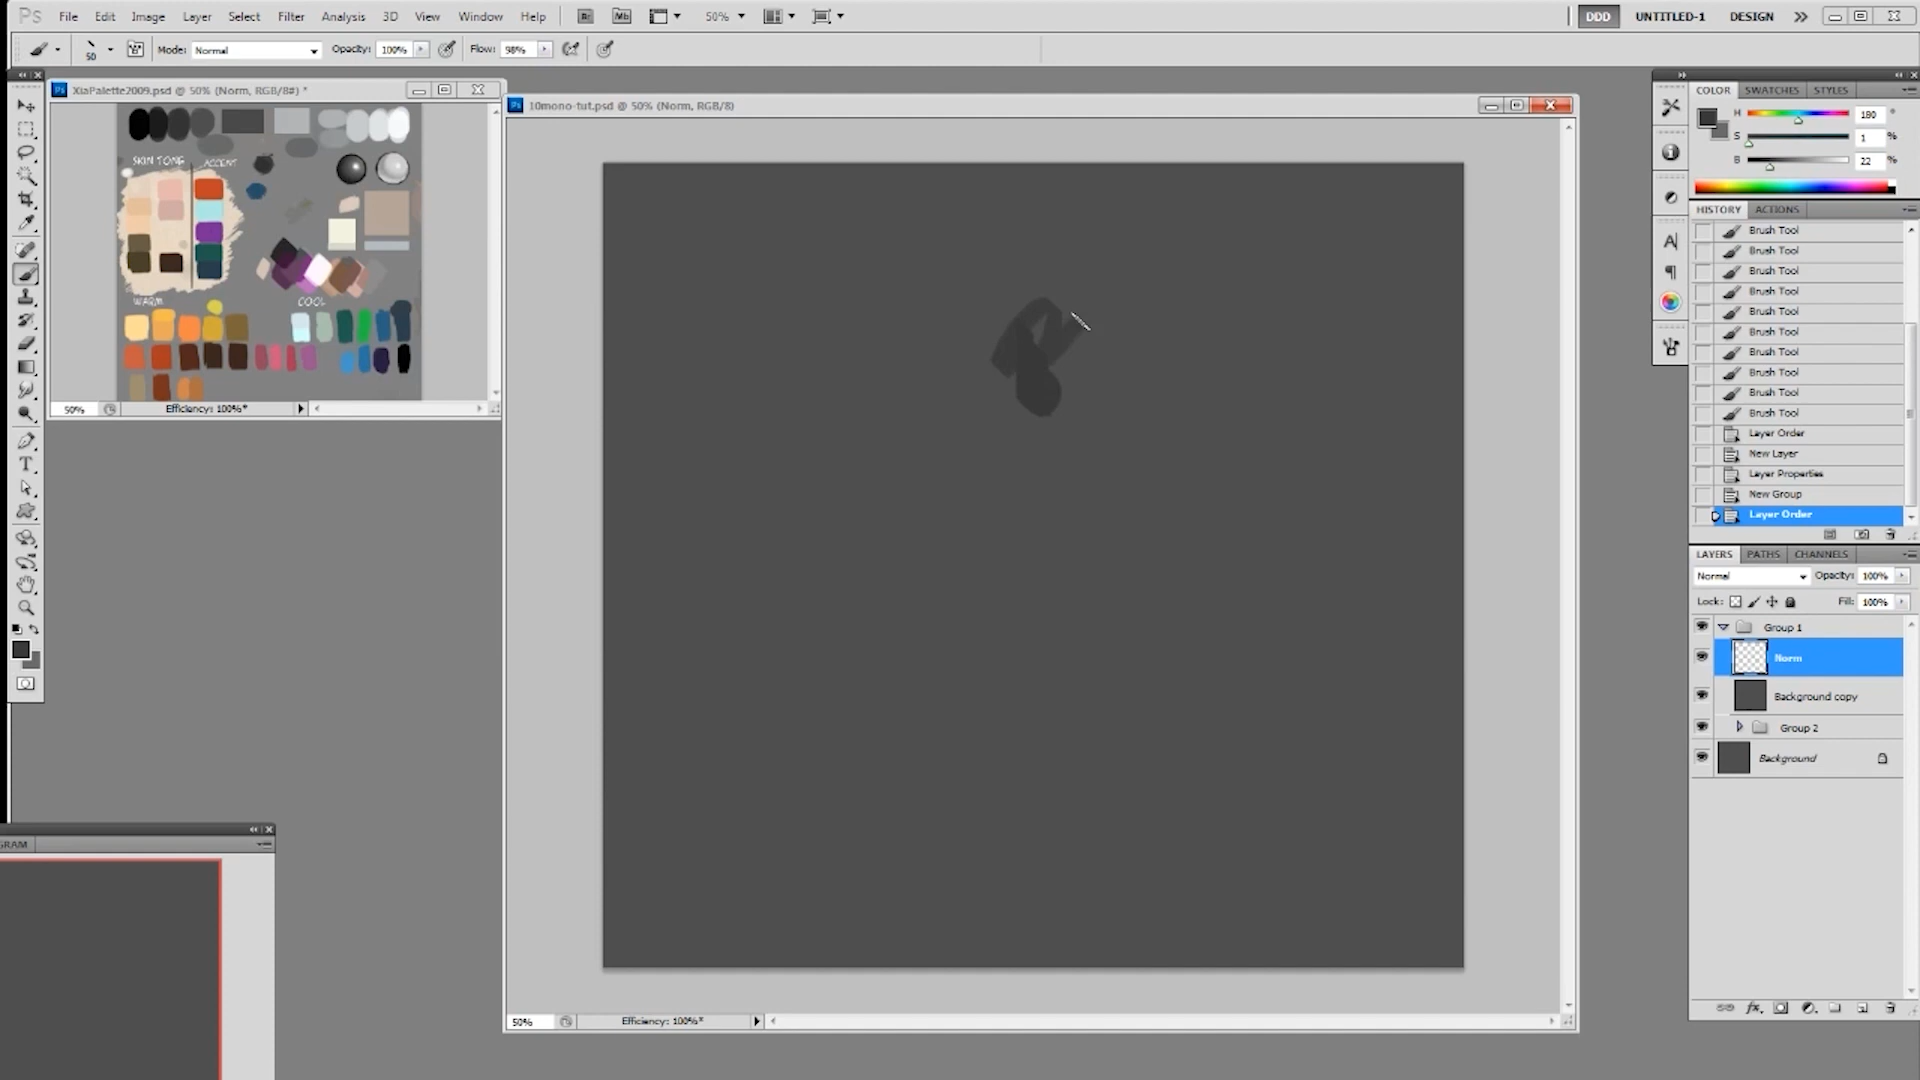 Ps File Edit Image Layer Select Filter Analysis 3D View Window Help Br Mb 50% DDD UNTITLED-1 DESIGN
50 Mode: Normal Opacity: 100% Flow: 98%
XiaPalette2009.psd @ 50% (Norm, RGB/8#) *
SKIN TONE ACCENT
WARM COOL
50% Efficiency: 100%*
10mono-tut.psd @ 50% (Norm, RGB/8)
50% Efficiency: 100%*
GRAM
COLOR SWATCHES STYLES
H 180 °
S 1 %
B 22 %
HISTORY ACTIONS
Brush Tool
Brush Tool
Brush Tool
Brush Tool
Brush Tool
Brush Tool
Brush Tool
Brush Tool
Brush Tool
Brush Tool
Layer Order
New Layer
Layer Properties
New Group
Layer Order
LAYERS PATHS CHANNELS
Normal Opacity: 100%
Lock: Fill: 100%
Group 1
Norm
Background copy
Group 2
Background